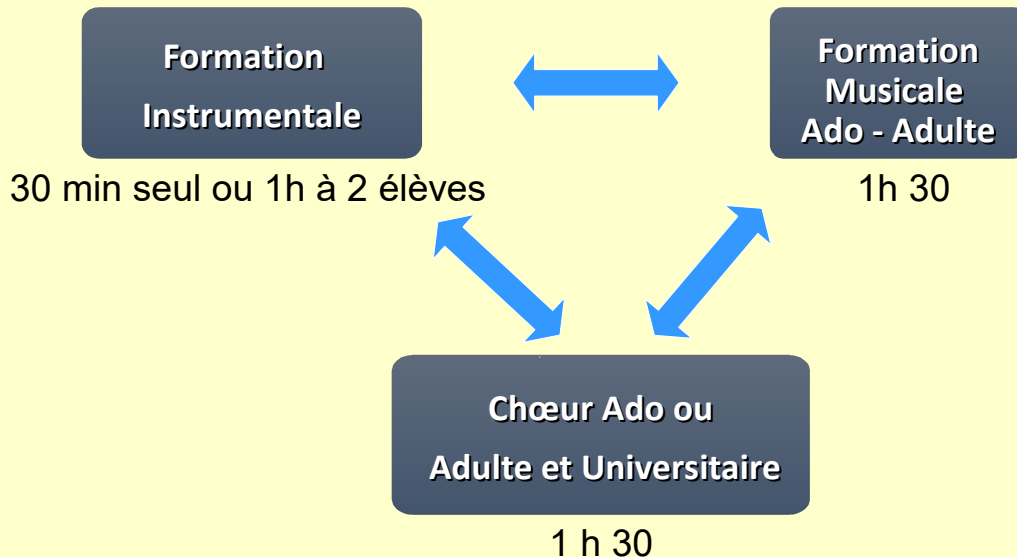 Formation
Instrumentale
30 min seul ou 1h à 2 élèves
Formation
Musicale
Ado - Adulte
1h 30
Chœur Ado ou
Adulte et Universitaire
1 h 30